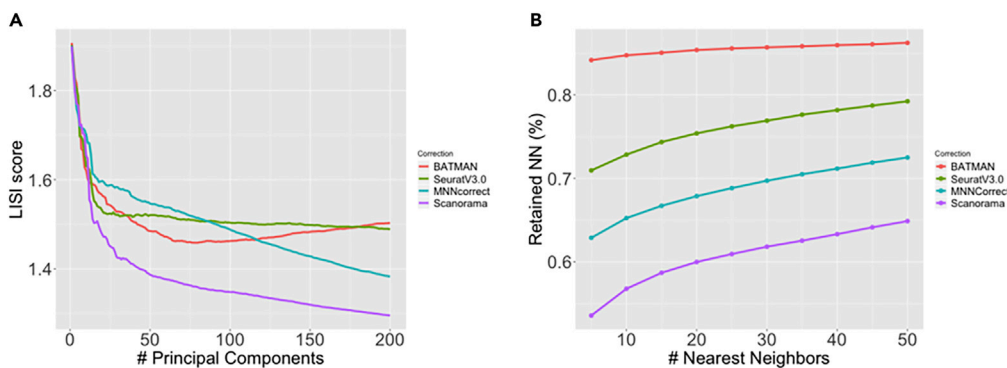 A
LISI score
1.8
1.6
1.4
0
50
100
150
200
# Principal Components
Correction
BATMAN
SeuratV3.0
MNNcorrect
Scanorama
B
Retained NN (%)
0.8
0.7
0.6
10
20
30
40
50
# Nearest Neighbors
Correction
BATMAN
SeuratV3.0
MNNCorrect
Scanorama